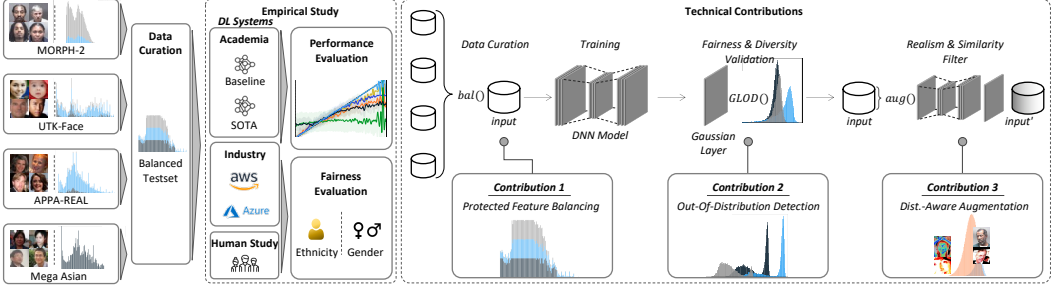 MORPH-2
UTK-Face
APPA-REAL
Mega Asian
Data
Curation
Balanced
Testset
Empirical Study
DL Systems
Academia
Baseline
SOTA
Industry
aws
Azure
Human Study
Performance
Evaluation
Fairness
Evaluation
Ethnicity
Gender
Technical Contributions
Data Curation
bal()
input
Training
DNN Model
Fairness & Diversity
Validation
GLOD()
Gaussian
Layer
Realism & Similarity
Filter
input
aug()
input'
Contribution 1
Protected Feature Balancing
Contribution 2
Out-Of-Distribution Detection
Contribution 3
Dist.-Aware Augmentation